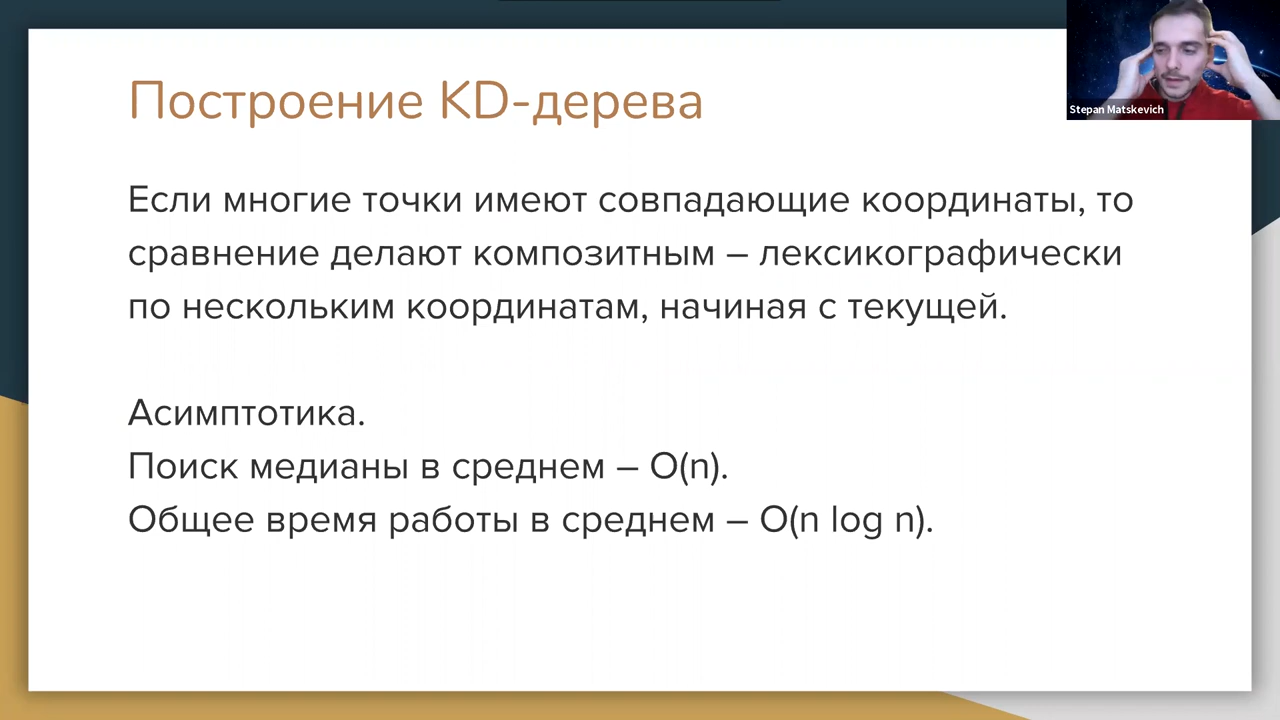 Построение KD-дерева
Stepan Matskevich
Если многие точки имеют совпадающие координаты, то
сравнение делают композитным – лексикографически
по нескольким координатам, начиная с текущей.
Асимптотика.
Поиск медианы в среднем – O(n).
Общее время работы в среднем – O(n log n).